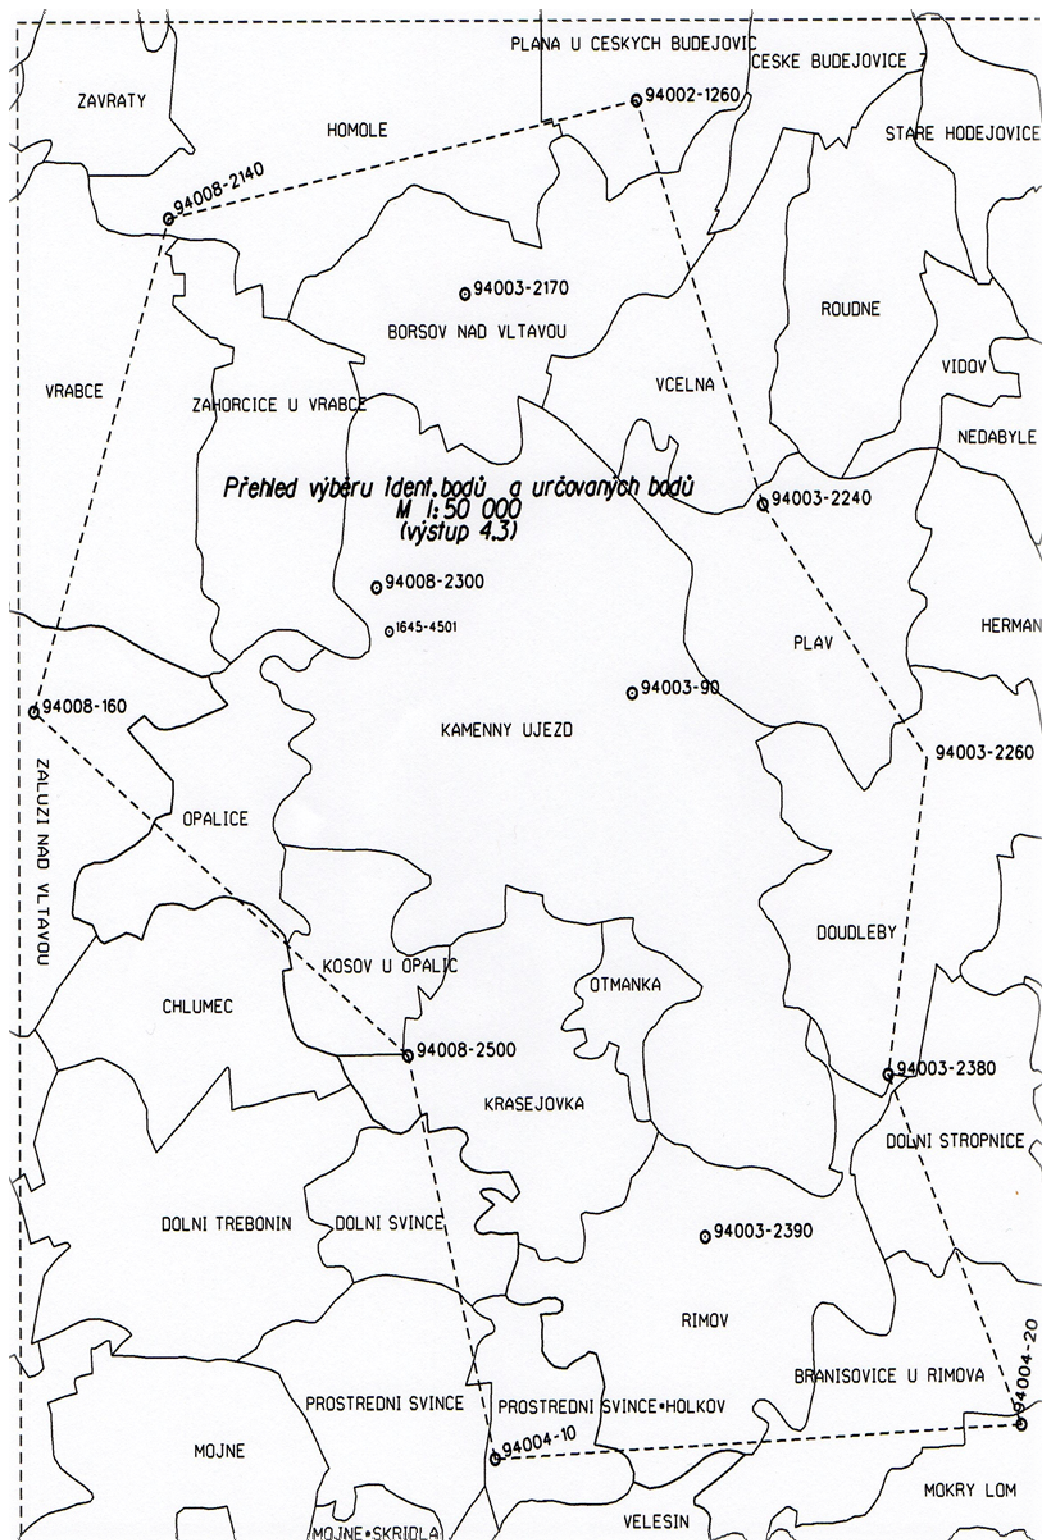 PLANA U CESKYCH BUDEJOVIC
CESKE BUDEJOVICE 7
ZAVRATY
94002-1260
HOMOLE
STARE HODEJOVICE
94008-2140
94003-2170
ROUDNE
BORSOV NAD VLTAVOU
VIDOV
VCELNA
VRABCE
ZAHORCICE U VRABCE
NEDABYLE
Přehled výběru ident.bodů a určovaných bodů
M 1:50 000
(výstup 4.3)
94003-2240
94008-2300
1645-4501
HERMAN
PLAV
94003-90
94008-160
KAMENNY UJEZD
94003-2260
ZALUZI NAD VLTAVOU
OPALICE
DOUDLEBY
KOSOV U OPALIC
OTMANKA
CHLUMEC
94008-2500
94003-2380
KRASEJOVKA
DOLNI STROPNICE
DOLNI TREBONIN
DOLNI SVINCE
94003-2390
RIMOV
94004-20
BRANISOVICE U RIMOVA
PROSTREDNI SVINCE
PROSTREDNI SVINCE*HOLKOV
MOJNE
94004-10
MOKRY LOM
VELESIN
MOJNE*SKRIDLA